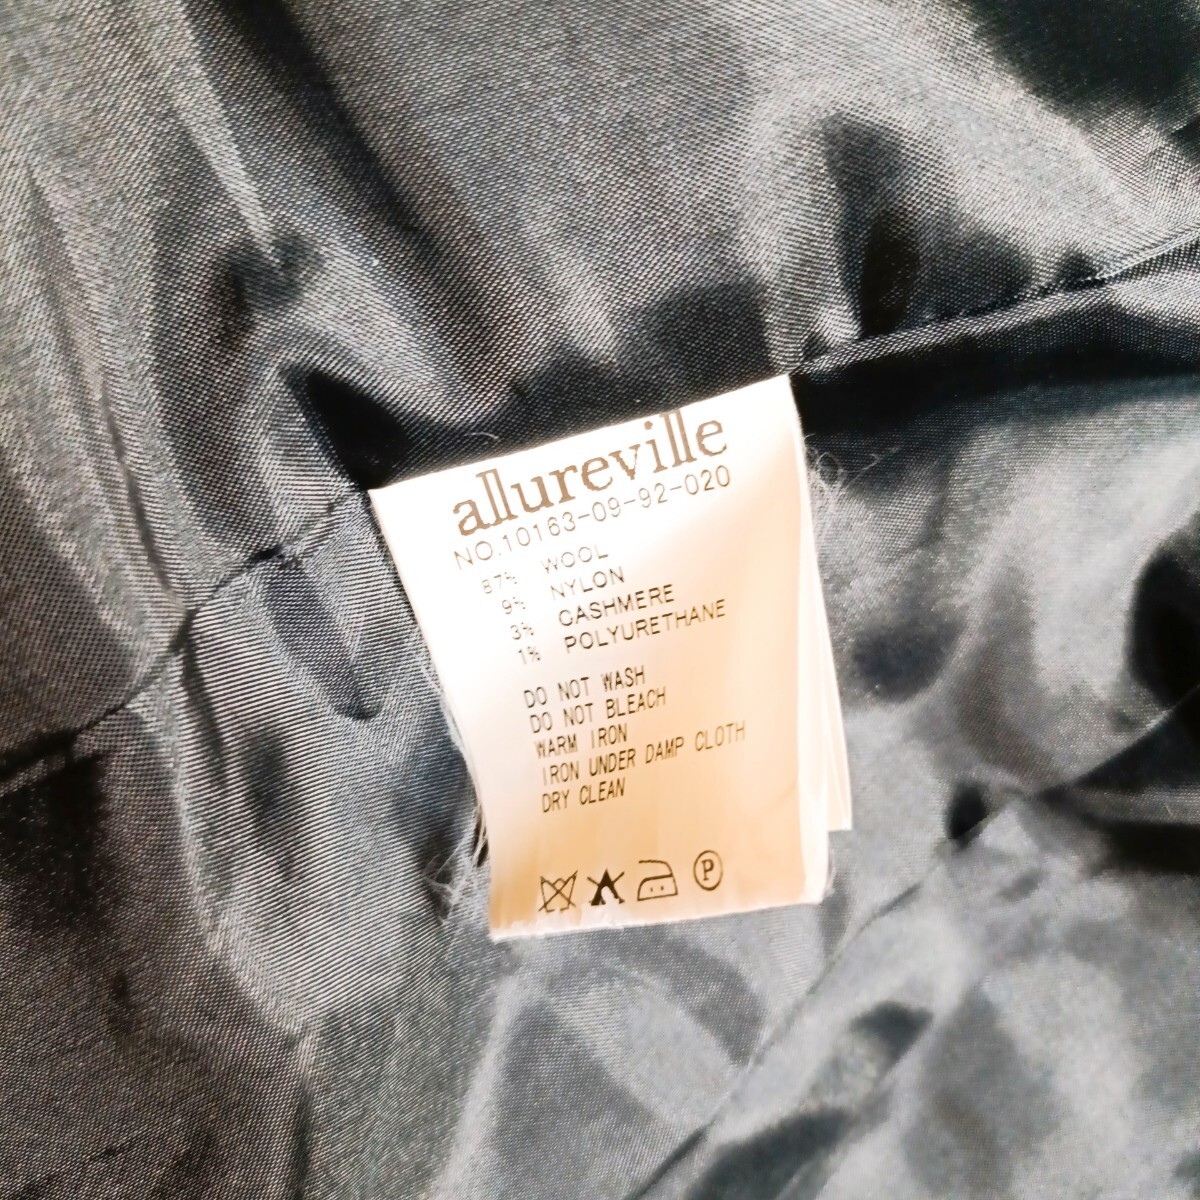 allureville
NO.10163-09-92-020
87% WOOL
9% NYLON
3% CASHMERE
1% POLYURETHANE
DO NOT WASH
DO NOT BLEACH
WARM IRON
IRON UNDER DAMP CLOTH
DRY CLEAN
P